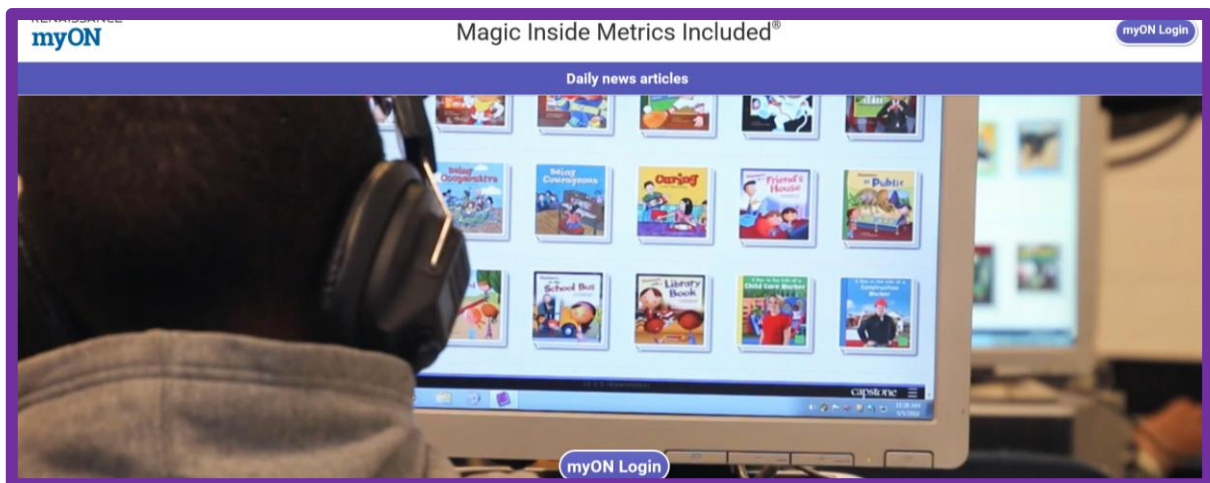 RENAISSANCE
myON
Magic Inside Metrics Included®
myON Login
Daily news articles
Being
Cooperative
Being
Courageous
Caring
Friend's
House
in Public
School Bus
Library
Book
A Day in the Life of a
Child Care Worker
A Day in the Life of a
Construction
Worker
capstone
myON Login